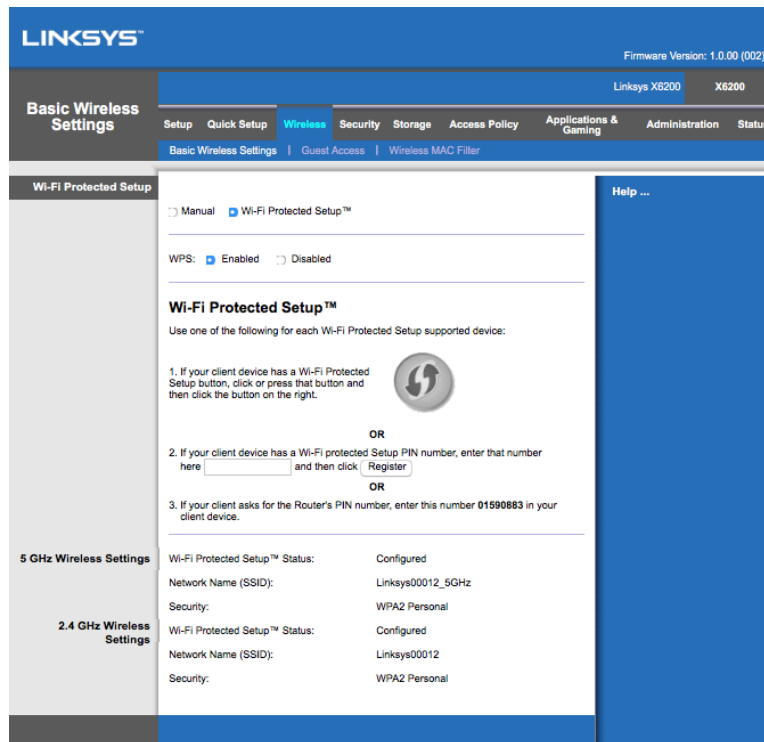 LINKSYS™
Firmware Version: 1.0.00 (002)
Linksys X6200 X6200
Basic Wireless
Settings
Setup Quick Setup Wireless Security Storage Access Policy Applications &
Gaming Administration Statu
Basic Wireless Settings | Guest Access | Wireless MAC Filter
Wi-Fi Protected Setup
Help ...
Manual Wi-Fi Protected Setup™
WPS: Enabled Disabled
Wi-Fi Protected Setup™
Use one of the following for each Wi-Fi Protected Setup supported device:
1. If your client device has a Wi-Fi Protected
Setup button, click or press that button and
then click the button on the right.
OR
2. If your client device has a Wi-Fi protected Setup PIN number, enter that number
here and then click Register
OR
3. If your client asks for the Router's PIN number, enter this number 01590883 in your
client device.
5 GHz Wireless Settings
Wi-Fi Protected Setup™ Status: Configured
Network Name (SSID): Linksys00012_5GHz
Security: WPA2 Personal
2.4 GHz Wireless
Settings
Wi-Fi Protected Setup™ Status: Configured
Network Name (SSID): Linksys00012
Security: WPA2 Personal